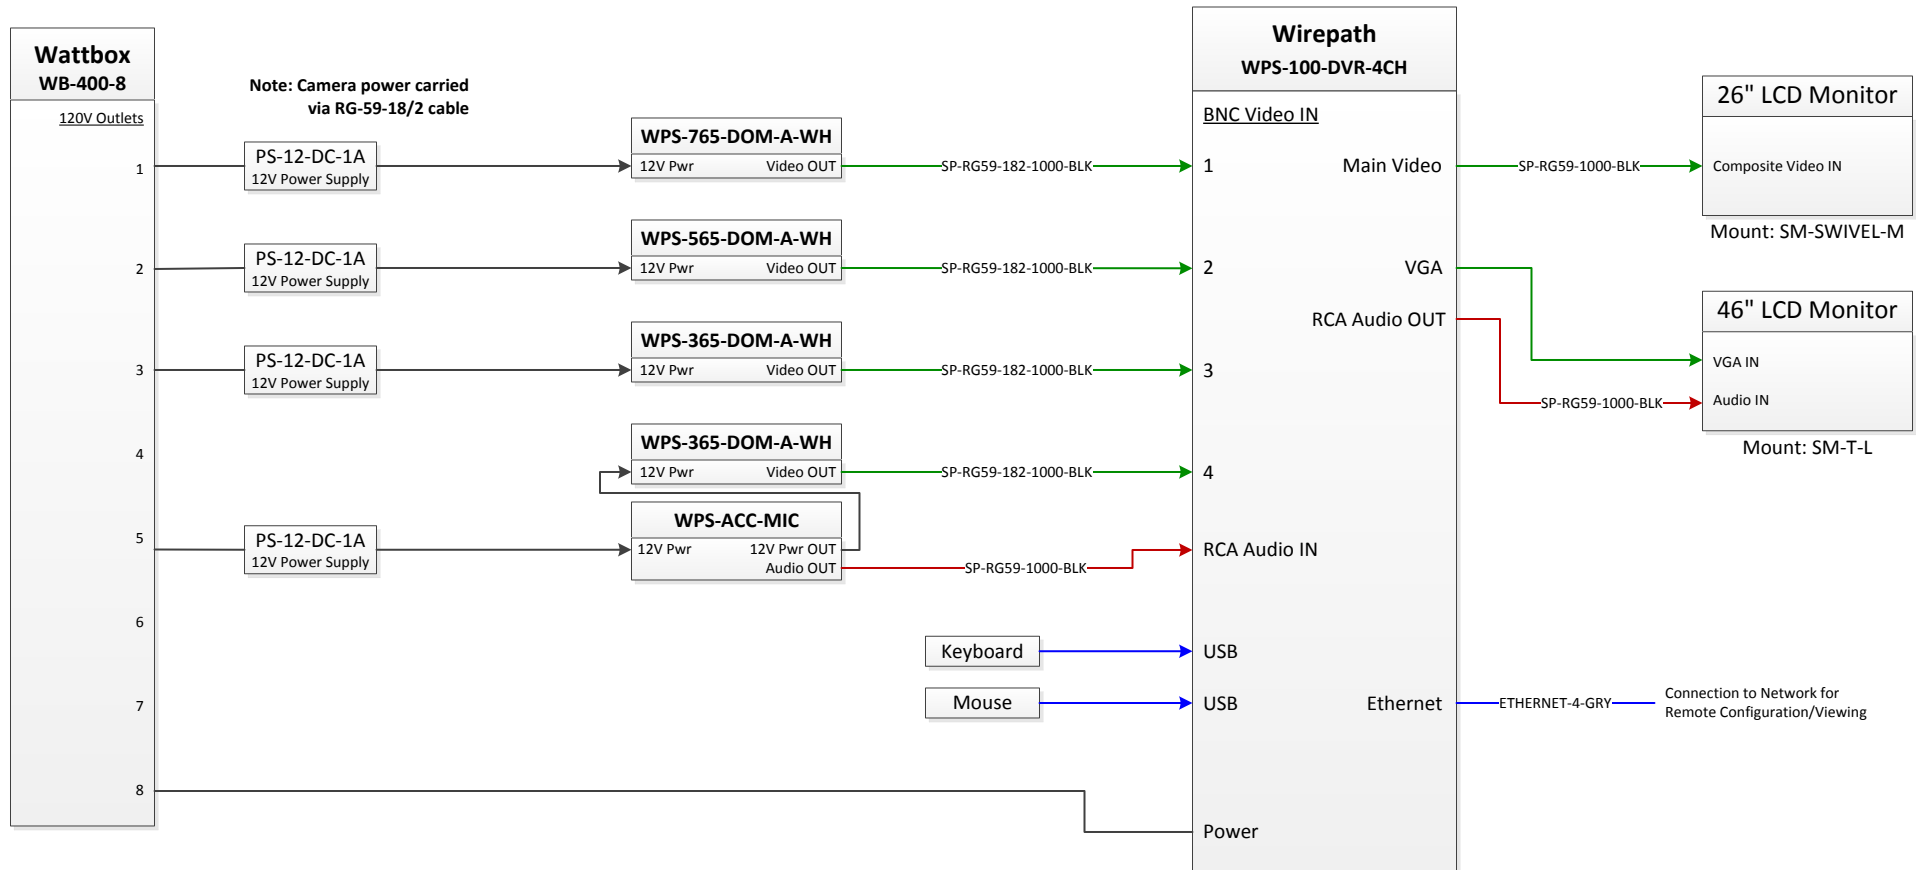 Wattbox
WB-400-8
120V Outlets
1
2
3
4
5
6
7
8
Note: Camera power carried
via RG-59-18/2 cable
PS-12-DC-1A
12V Power Supply
PS-12-DC-1A
12V Power Supply
PS-12-DC-1A
12V Power Supply
PS-12-DC-1A
12V Power Supply
WPS-765-DOM-A-WH
12V Pwr Video OUT
SP-RG59-182-1000-BLK
WPS-565-DOM-A-WH
12V Pwr Video OUT
SP-RG59-182-1000-BLK
WPS-365-DOM-A-WH
12V Pwr Video OUT
SP-RG59-182-1000-BLK
WPS-365-DOM-A-WH
12V Pwr Video OUT
SP-RG59-182-1000-BLK
WPS-ACC-MIC
12V Pwr 12V Pwr OUT
Audio OUT
SP-RG59-1000-BLK
Keyboard
Mouse
Wirepath
WPS-100-DVR-4CH
BNC Video IN
1 Main Video
2 VGA
RCA Audio OUT
3
4
RCA Audio IN
USB
USB Ethernet
Power
SP-RG59-1000-BLK
26" LCD Monitor
Composite Video IN
Mount: SM-SWIVEL-M
46" LCD Monitor
VGA IN
SP-RG59-1000-BLK
Audio IN
Mount: SM-T-L
ETHERNET-4-GRY
Connection to Network for
Remote Configuration/Viewing